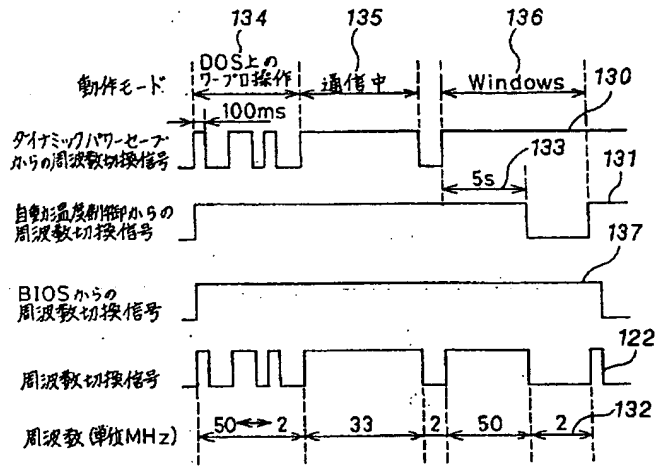 134
135
136
動作モード
DOS上の
ワープロ操作
通信中
Windows
130
100ms
ダイナミックパワーセーブ
からの周波数切換信号
133
131
5s
自動温度制御からの
周波数切換信号
137
BIOSからの
周波数切換信号
122
周波数切換信号
132
周波数(単位MHz)
50↔2
33
2
50
2